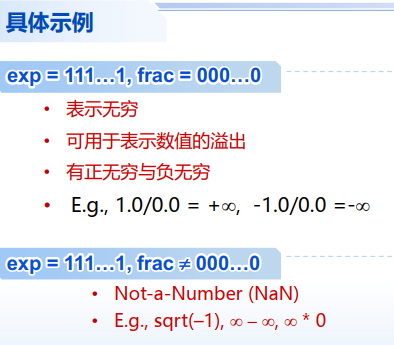 具体示例
exp = 111…1, frac = 000…0
• 表示无穷
• 可用于表示数值的溢出
• 有正无穷与负无穷
• E.g., 1.0/0.0 = +∞, -1.0/0.0 =-∞
exp = 111…1, frac ≠ 000…0
• Not-a-Number (NaN)
• E.g., sqrt(–1), ∞ – ∞, ∞ * 0